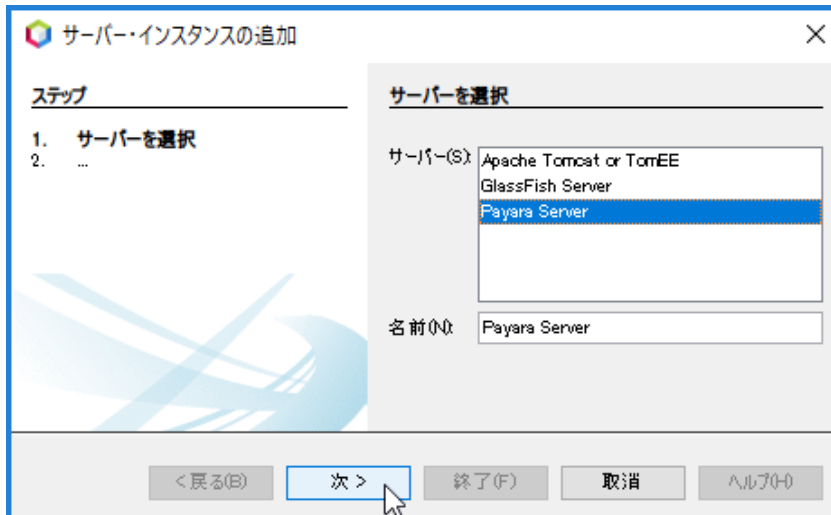 サーバー・インスタンスの追加
ステップ
1. サーバーを選択
2. ...
サーバーを選択
サーバー(S):
Apache Tomcat or TomEE
GlassFish Server
Payara Server
名前(N): Payara Server
<戻る(B) 次 > 終了(F) 取消 ヘルプ(H)